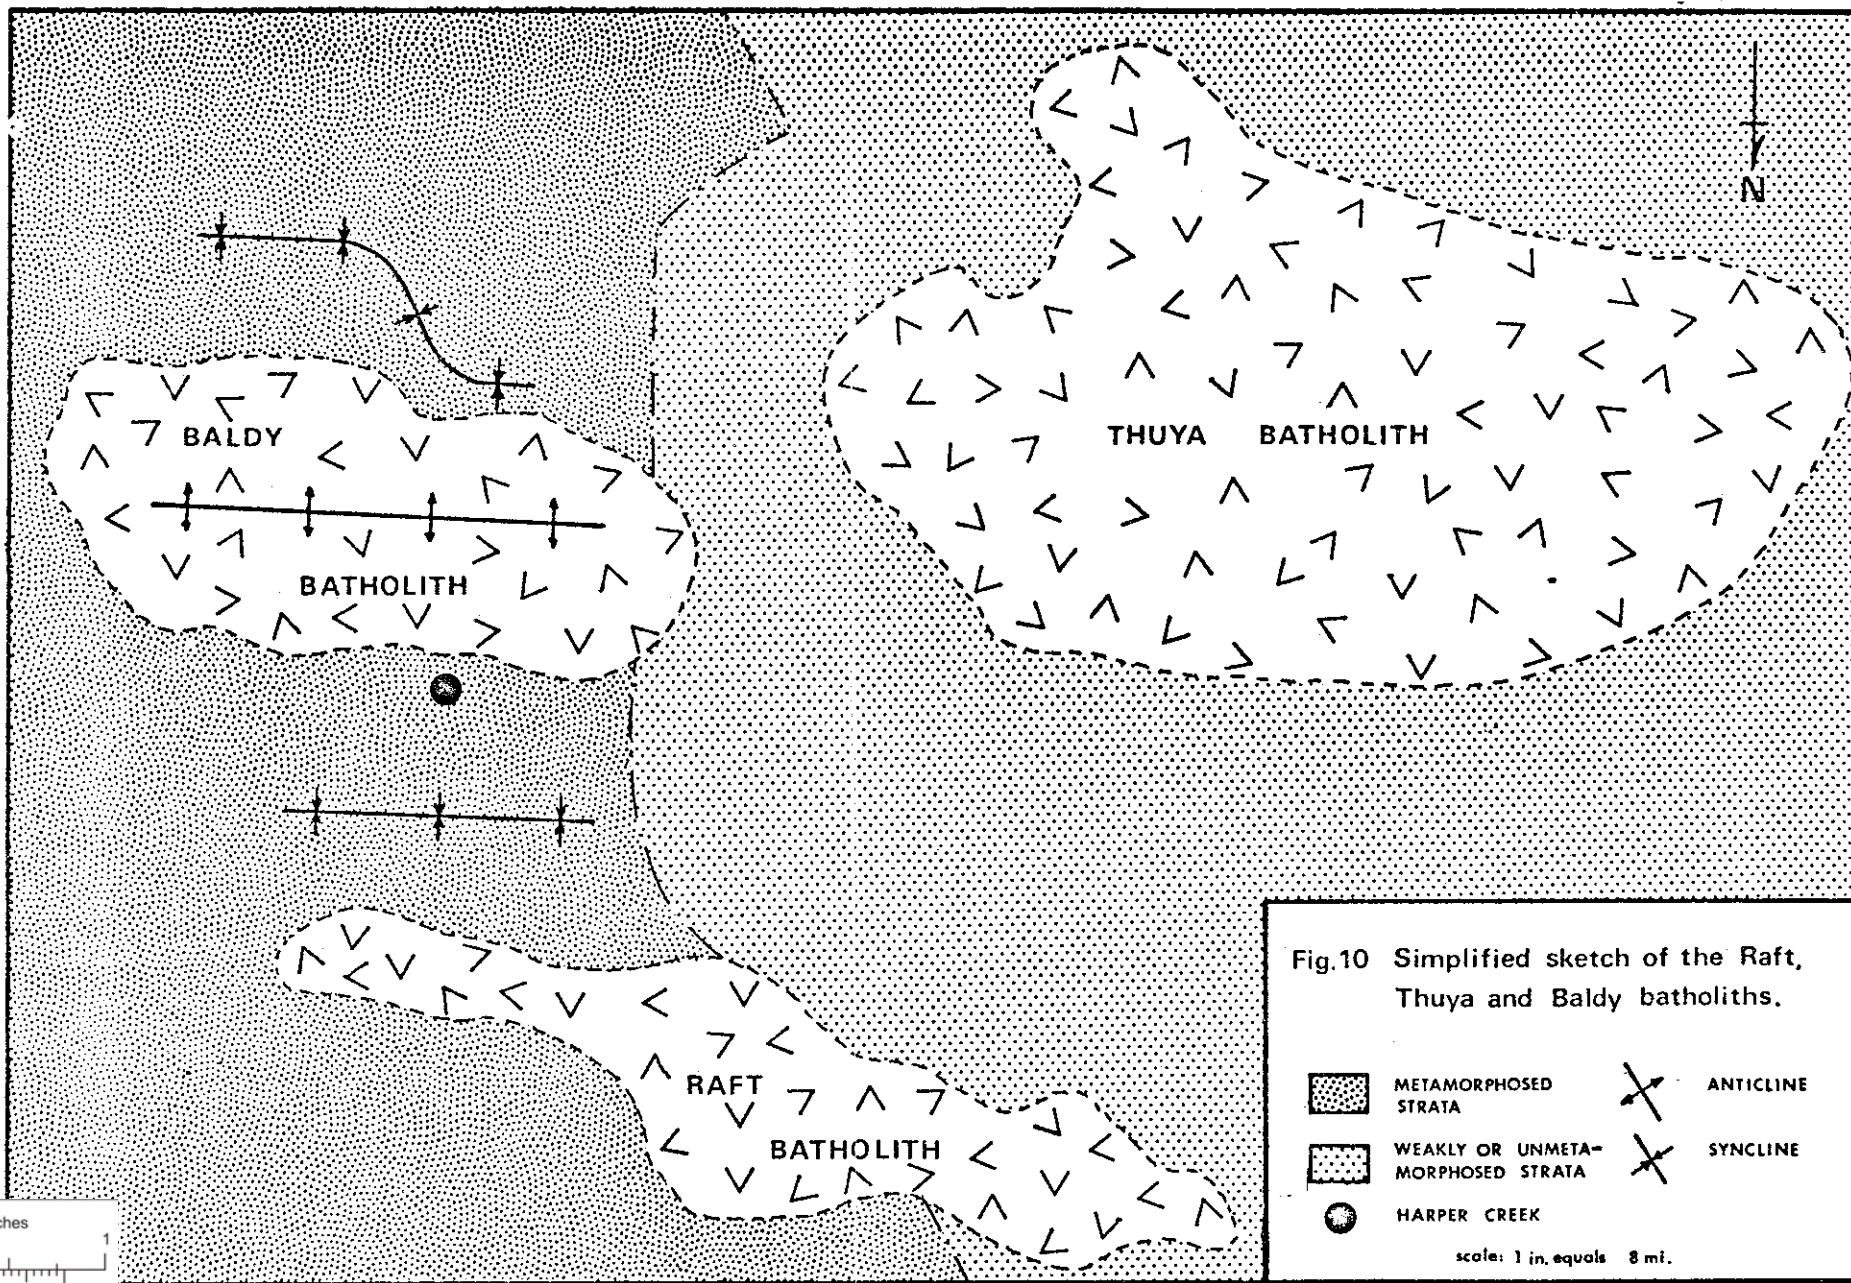 N
BALDY
BATHOLITH
THUYA BATHOLITH
RAFT
BATHOLITH
Fig.10 Simplified sketch of the Raft,
Thuya and Baldy batholiths.
METAMORPHOSED
STRATA
ANTICLINE
WEAKLY OR UNMETA-
MORPHOSED STRATA
SYNCLINE
HARPER CREEK
scale: 1 in. equals 8 mi.
1